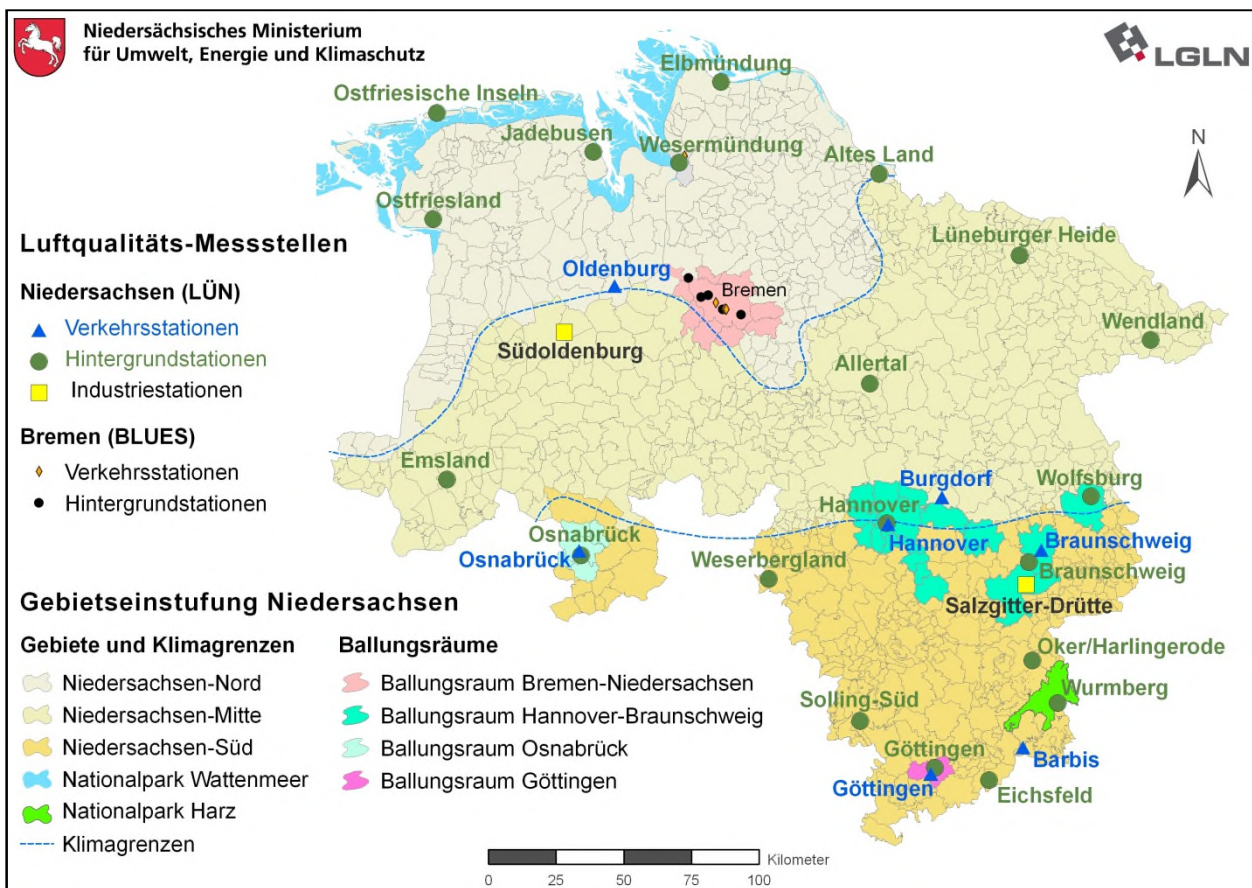 Niedersächsisches Ministerium
für Umwelt, Energie und Klimaschutz
LGLN
Elbmündung
Ostfriesische Inseln
Jadebusen
Wesermündung
Altes Land
N
Ostfriesland
Lüneburger Heide
Oldenburg
Bremen
Wendland
Südoldenburg
Allertal
Emsland
Burgdorf
Wolfsburg
Hannover
Osnabrück
Hannover
Braunschweig
Osnabrück
Weserbergland
Braunschweig
Salzgitter-Drütte
Oker/Harlingerode
Wurmberg
Solling-Süd
Göttingen
Barbis
Göttingen
Eichsfeld
Luftqualitäts-Messstellen
Niedersachsen (LÜN)
Verkehrsstationen
Hintergrundstationen
Industriestationen
Bremen (BLUES)
Verkehrsstationen
Hintergrundstationen
Gebietseinstufung Niedersachsen
Gebiete und Klimagrenzen
Niedersachsen-Nord
Niedersachsen-Mitte
Niedersachsen-Süd
Nationalpark Wattenmeer
Nationalpark Harz
Klimagrenzen
Ballungsräume
Ballungsraum Bremen-Niedersachsen
Ballungsraum Hannover-Braunschweig
Ballungsraum Osnabrück
Ballungsraum Göttingen
Kilometer
0 25 50 75 100